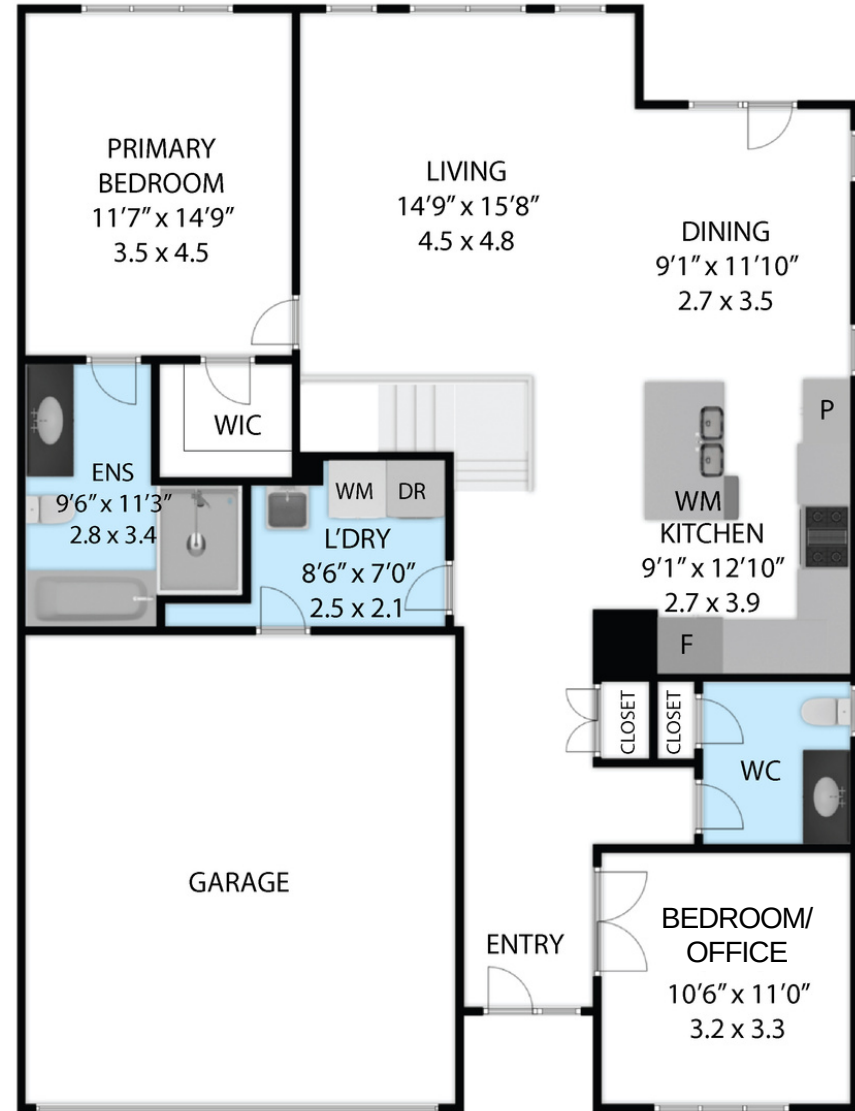 PRIMARY
BEDROOM
11’7” x 14’9”
3.5 x 4.5
LIVING
14’9” x 15’8”
4.5 x 4.8
DINING
9’1” x 11’10”
2.7 x 3.5
WIC
ENS
9’6” x 11’3”
2.8 x 3.4
WM
DR
L’DRY
8’6” x 7’0”
2.5 x 2.1
P
WM
KITCHEN
9’1” x 12’10”
2.7 x 3.9
F
CLOSET
CLOSET
WC
GARAGE
ENTRY
BEDROOM/
OFFICE
10’6” x 11’0”
3.2 x 3.3